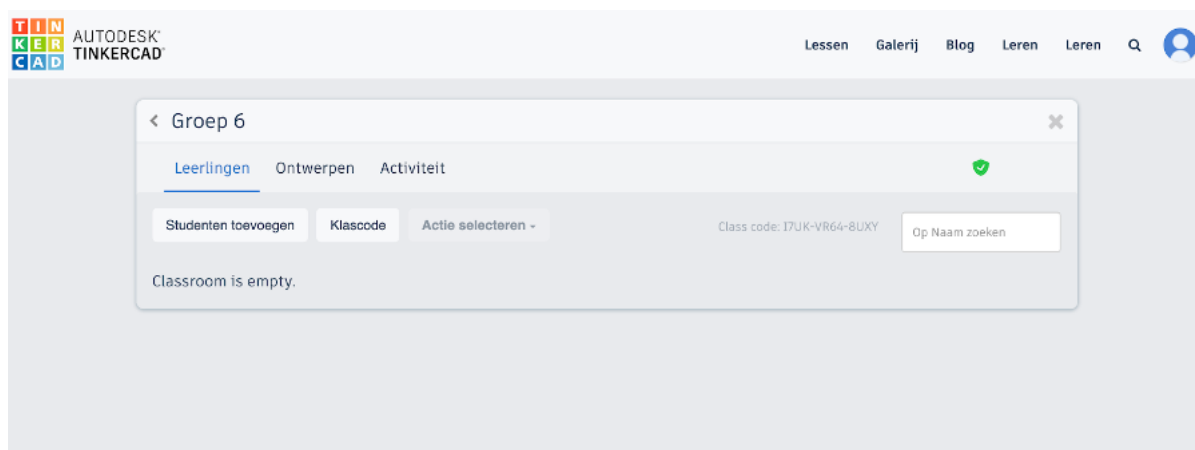 TIN
KER
CAD
AUTODESK®
TINKERCAD®
Lessen Galerij Blog Leren Leren
Groep 6
Leerlingen Ontwerpen Activiteit
Studenten toevoegen Klascode Actie selecteren Class code: I7UK-VR64-8UXY Op Naam zoeken
Classroom is empty.